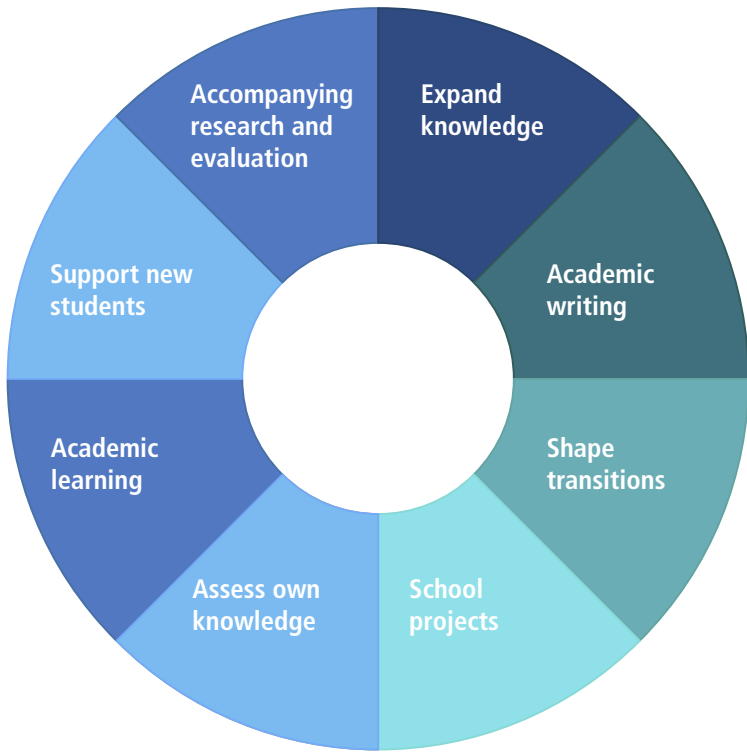 Accompanying
research and
evaluation
Expand
knowledge
Academic
writing
Shape
transitions
School
projects
Assess own
knowledge
Academic
learning
Support new
students